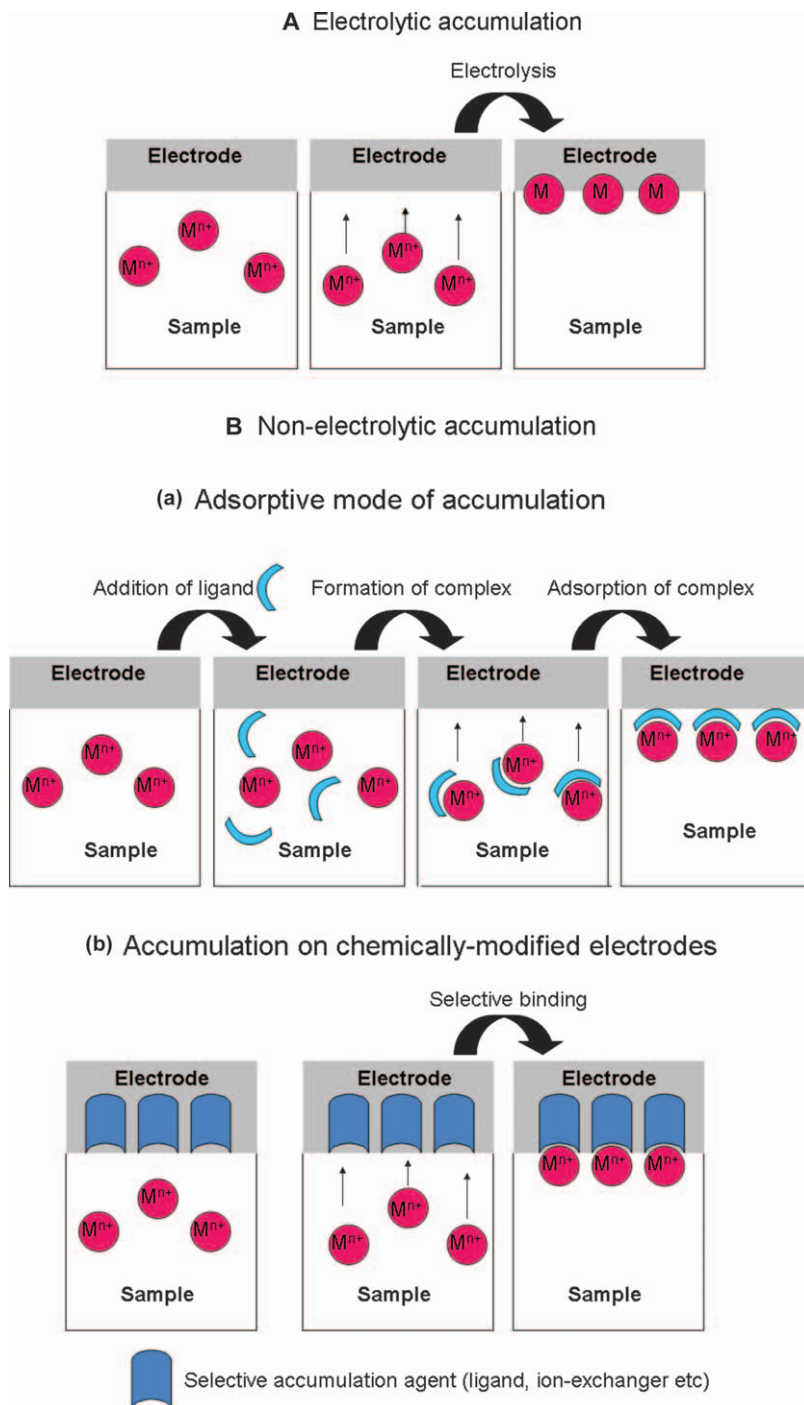 A Electrolytic accumulation
Electrolysis
Electrode Electrode Electrode
M M M
Mⁿ⁺ Mⁿ⁺
Mⁿ⁺ Mⁿ⁺ Mⁿ⁺ Mⁿ⁺
Sample Sample Sample
B Non-electrolytic accumulation
(a) Adsorptive mode of accumulation
Addition of ligand Formation of complex Adsorption of complex
Electrode Electrode Electrode Electrode
Mⁿ⁺ Mⁿ⁺ Mⁿ⁺ Mⁿ⁺ Mⁿ⁺ Mⁿ⁺
Mⁿ⁺ Mⁿ⁺ Mⁿ⁺ Mⁿ⁺ Mⁿ⁺ Mⁿ⁺
Sample Sample Sample Sample
(b) Accumulation on chemically-modified electrodes
Selective binding
Electrode Electrode Electrode
Mⁿ⁺ Mⁿ⁺ Mⁿ⁺
Mⁿ⁺ Mⁿ⁺
Mⁿ⁺ Mⁿ⁺ Mⁿ⁺ Mⁿ⁺
Sample Sample Sample
Selective accumulation agent (ligand, ion-exchanger etc)